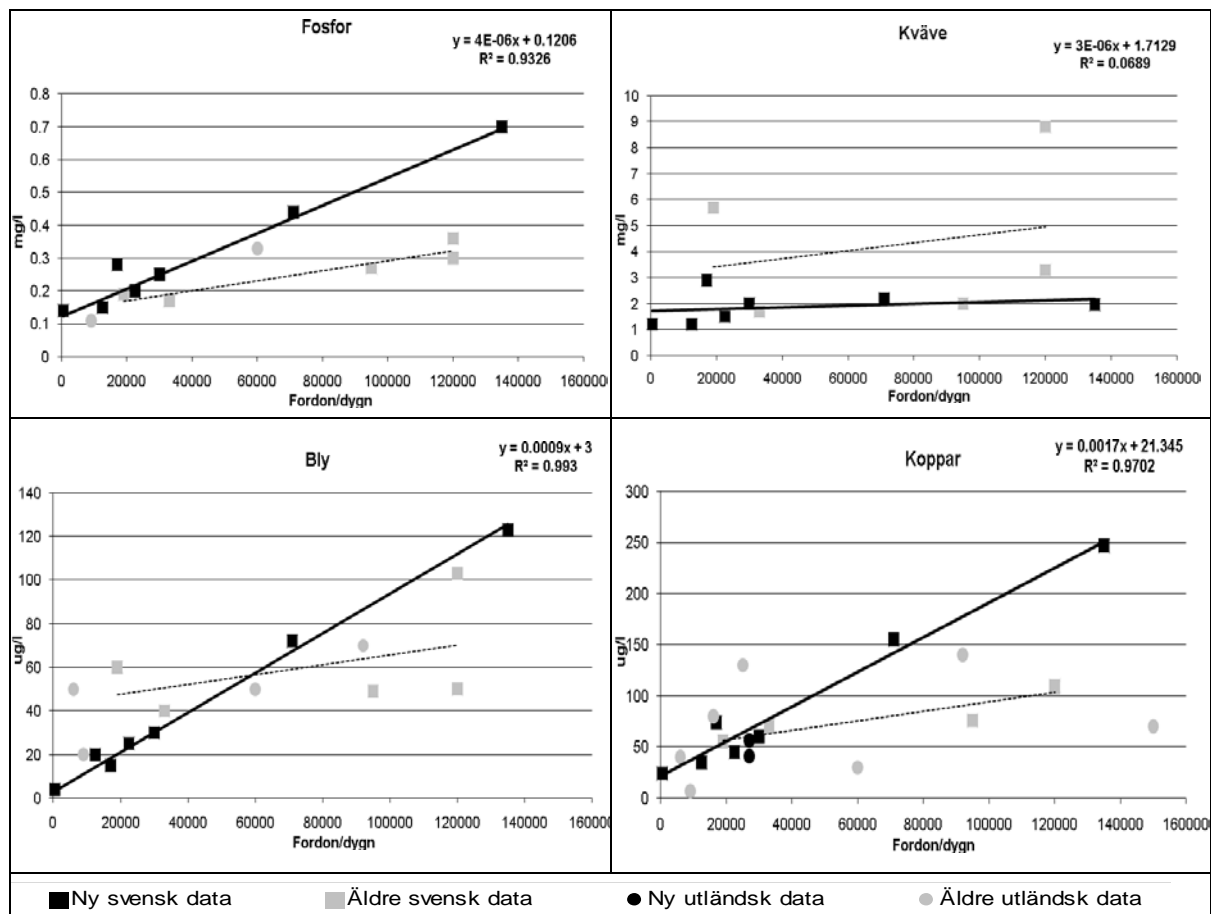 Fosfor
y = 4E-06x + 0.1206
R² = 0.9326
0.8
0.7
0.6
0.5
0.4
0.3
0.2
0.1
0
mg/l
0 20000 40000 60000 80000 100000 120000 140000 160000
Fordon/dygn
Kväve
y = 3E-06x + 1.7129
R² = 0.0689
10
9
8
7
6
5
4
3
2
1
0
mg/l
0 20000 40000 60000 80000 100000 120000 140000 160000
Fordon/dygn
Bly
y = 0.0009x + 3
R² = 0.993
140
120
100
80
60
40
20
0
ug/l
0 20000 40000 60000 80000 100000 120000 140000 160000
Fordon/dygn
Koppar
y = 0.0017x + 21.345
R² = 0.9702
300
250
200
150
100
50
0
ug/l
0 20000 40000 60000 80000 100000 120000 140000 160000
Fordon/dygn
Ny svensk data Äldre svensk data Ny utländsk data Äldre utländsk data